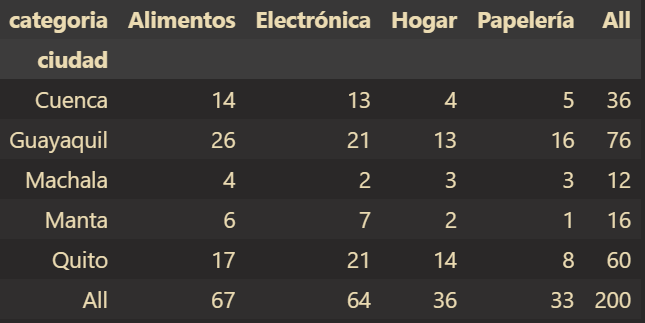 categoria Alimentos Electrónica Hogar Papelería All
ciudad
Cuenca 14 13 4 5 36
Guayaquil 26 21 13 16 76
Machala 4 2 3 3 12
Manta 6 7 2 1 16
Quito 17 21 14 8 60
All 67 64 36 33 200